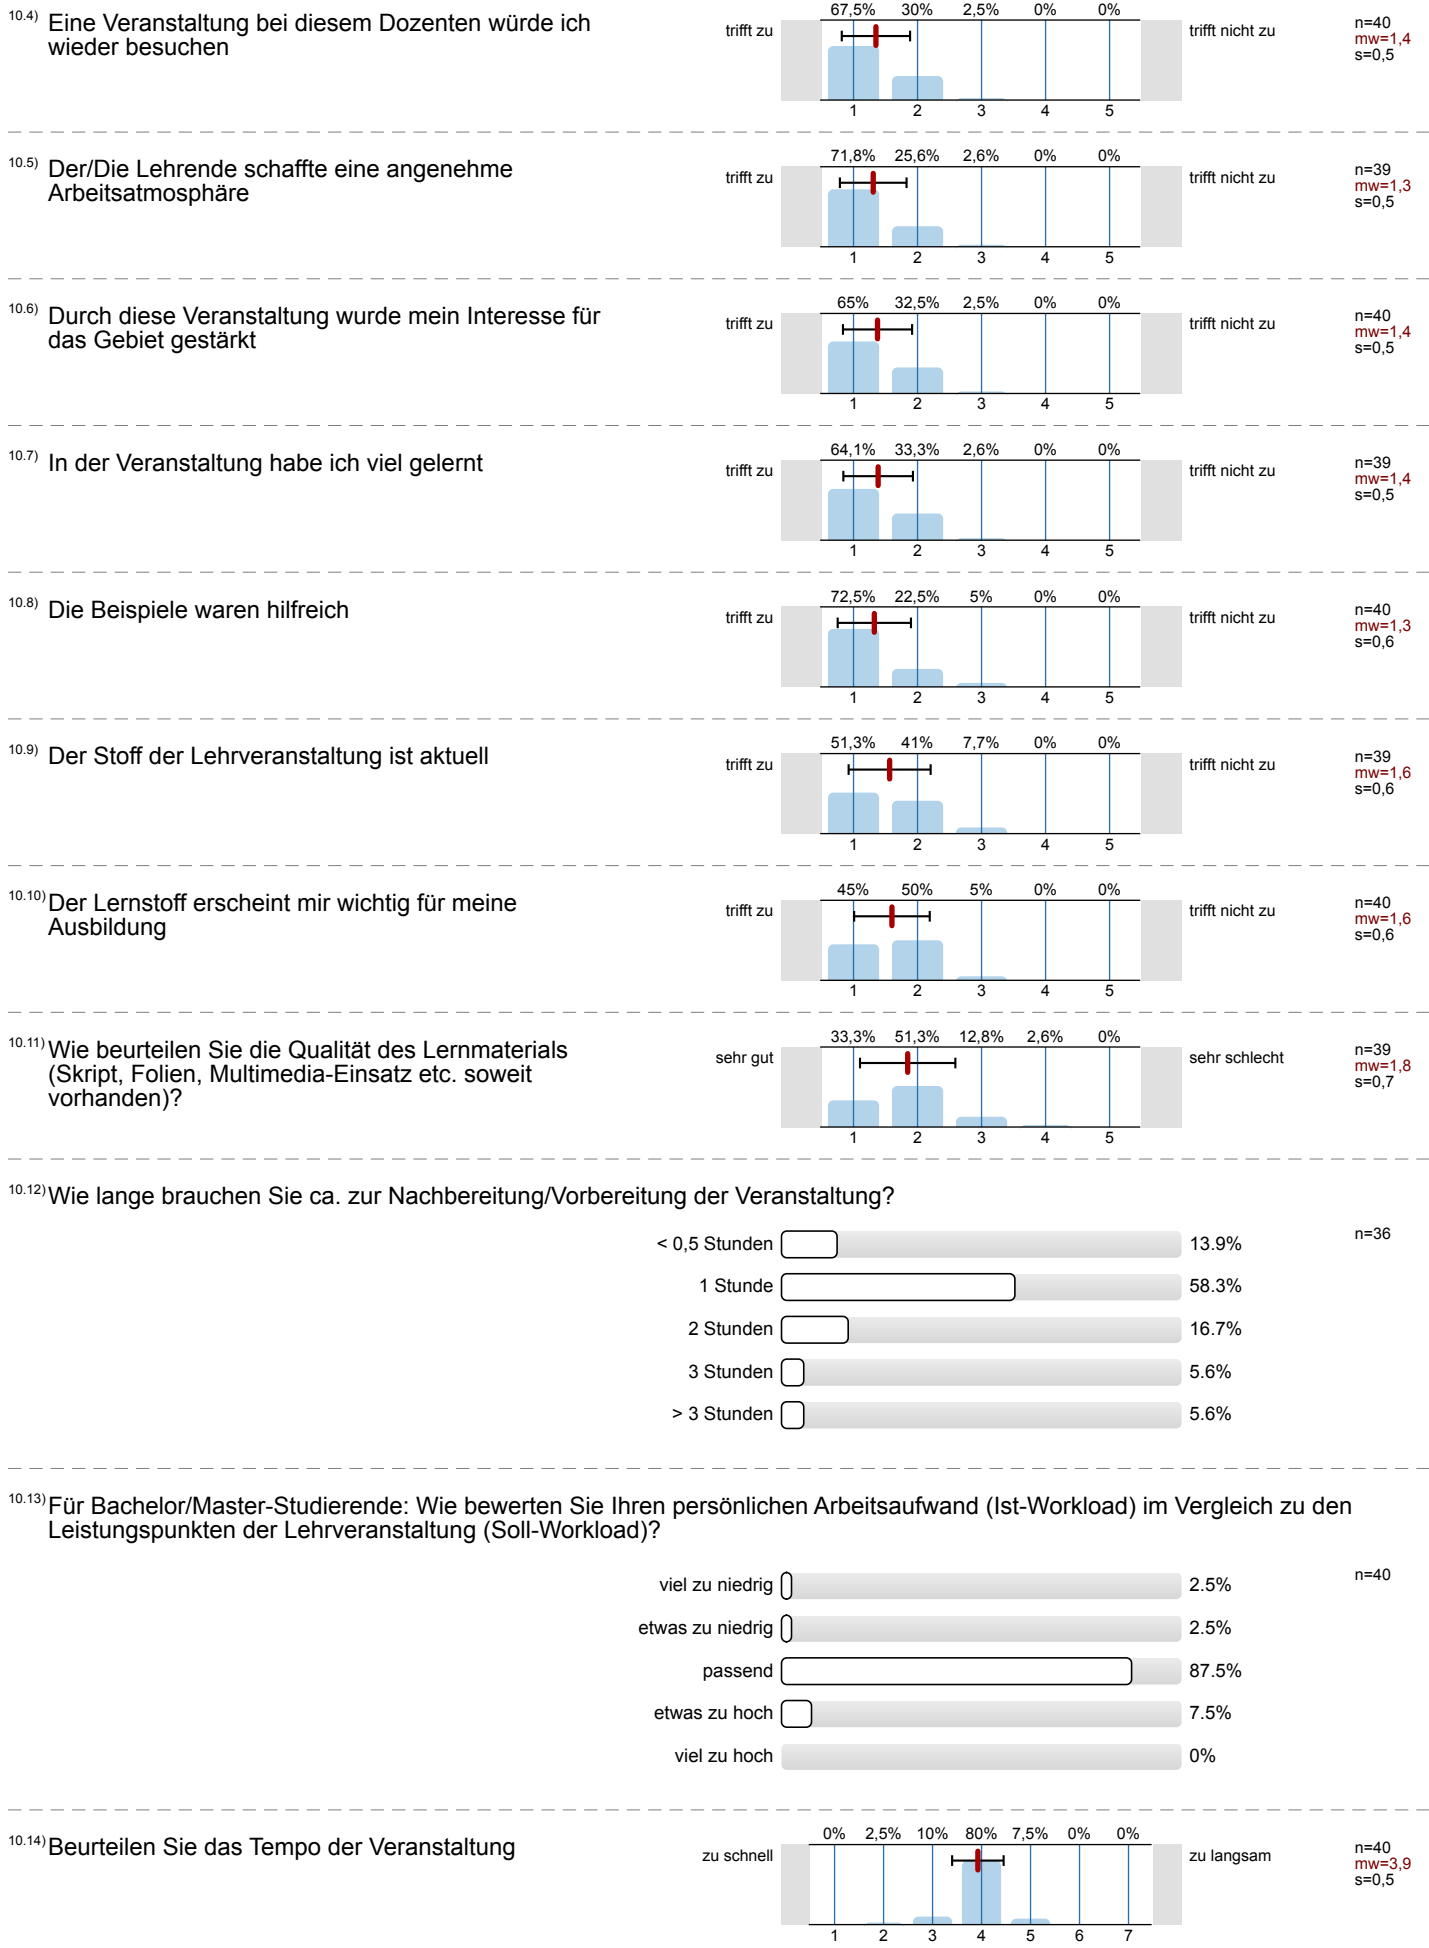 10.4) Eine Veranstaltung bei diesem Dozenten würde ich
wieder besuchen
67,5% 30% 2,5% 0% 0%
trifft zu
trifft nicht zu
n=40
mw=1,4
s=0,5
1 2 3 4 5
10.5) Der/Die Lehrende schaffte eine angenehme
Arbeitsatmosphäre
71,8% 25,6% 2,6% 0% 0%
trifft zu
trifft nicht zu
n=39
mw=1,3
s=0,5
1 2 3 4 5
10.6) Durch diese Veranstaltung wurde mein Interesse für
das Gebiet gestärkt
65% 32,5% 2,5% 0% 0%
trifft zu
trifft nicht zu
n=40
mw=1,4
s=0,5
1 2 3 4 5
10.7) In der Veranstaltung habe ich viel gelernt
64,1% 33,3% 2,6% 0% 0%
trifft zu
trifft nicht zu
n=39
mw=1,4
s=0,5
1 2 3 4 5
10.8) Die Beispiele waren hilfreich
72,5% 22,5% 5% 0% 0%
trifft zu
trifft nicht zu
n=40
mw=1,3
s=0,6
1 2 3 4 5
10.9) Der Stoff der Lehrveranstaltung ist aktuell
51,3% 41% 7,7% 0% 0%
trifft zu
trifft nicht zu
n=39
mw=1,6
s=0,6
1 2 3 4 5
10.10) Der Lernstoff erscheint mir wichtig für meine
Ausbildung
45% 50% 5% 0% 0%
trifft zu
trifft nicht zu
n=40
mw=1,6
s=0,6
1 2 3 4 5
10.11) Wie beurteilen Sie die Qualität des Lernmaterials
(Skript, Folien, Multimedia-Einsatz etc. soweit
vorhanden)?
33,3% 51,3% 12,8% 2,6% 0%
sehr gut
sehr schlecht
n=39
mw=1,8
s=0,7
1 2 3 4 5
10.12) Wie lange brauchen Sie ca. zur Nachbereitung/Vorbereitung der Veranstaltung?
n=36
< 0,5 Stunden 13.9%
1 Stunde 58.3%
2 Stunden 16.7%
3 Stunden 5.6%
> 3 Stunden 5.6%
10.13) Für Bachelor/Master-Studierende: Wie bewerten Sie Ihren persönlichen Arbeitsaufwand (Ist-Workload) im Vergleich zu den
Leistungspunkten der Lehrveranstaltung (Soll-Workload)?
n=40
viel zu niedrig 2.5%
etwas zu niedrig 2.5%
passend 87.5%
etwas zu hoch 7.5%
viel zu hoch 0%
10.14) Beurteilen Sie das Tempo der Veranstaltung
0% 2,5% 10% 80% 7,5% 0% 0%
zu schnell
zu langsam
n=40
mw=3,9
s=0,5
1 2 3 4 5 6 7